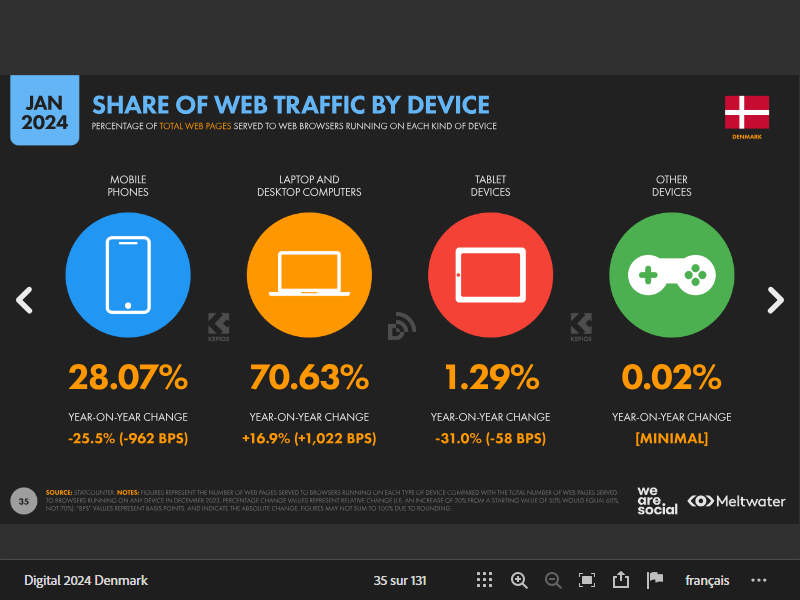 JAN
2024
SHARE OF WEB TRAFFIC BY DEVICE
PERCENTAGE OF TOTAL WEB PAGES SERVED TO WEB BROWSERS RUNNING ON EACH KIND OF DEVICE
DENMARK
MOBILE
PHONES
LAPTOP AND
DESKTOP COMPUTERS
TABLET
DEVICES
OTHER
DEVICES
KEPIOS
KEPIOS
28.07%
70.63%
1.29%
0.02%
YEAR-ON-YEAR CHANGE
YEAR-ON-YEAR CHANGE
YEAR-ON-YEAR CHANGE
YEAR-ON-YEAR CHANGE
-25.5% (-962 BPS)
+16.9% (+1,022 BPS)
-31.0% (-58 BPS)
[MINIMAL]
35
SOURCE: STATCOUNTER. NOTES: FIGURES REPRESENT THE NUMBER OF WEB PAGES SERVED TO BROWSERS RUNNING ON EACH TYPE OF DEVICE COMPARED WITH THE TOTAL NUMBER OF WEB PAGES SERVED
TO BROWSERS RUNNING ON ANY DEVICE IN DECEMBER 2023. PERCENTAGE CHANGE VALUES REPRESENT RELATIVE CHANGE (I.E. AN INCREASE OF 20% FROM A STARTING VALUE OF 50% WOULD EQUAL 60%,
NOT 70%). "BPS" VALUES REPRESENT BASIS POINTS, AND INDICATE THE ABSOLUTE CHANGE. FIGURES MAY NOT SUM TO 100% DUE TO ROUNDING.
we
are.
social
Meltwater
Digital 2024 Denmark
35 sur 131
français